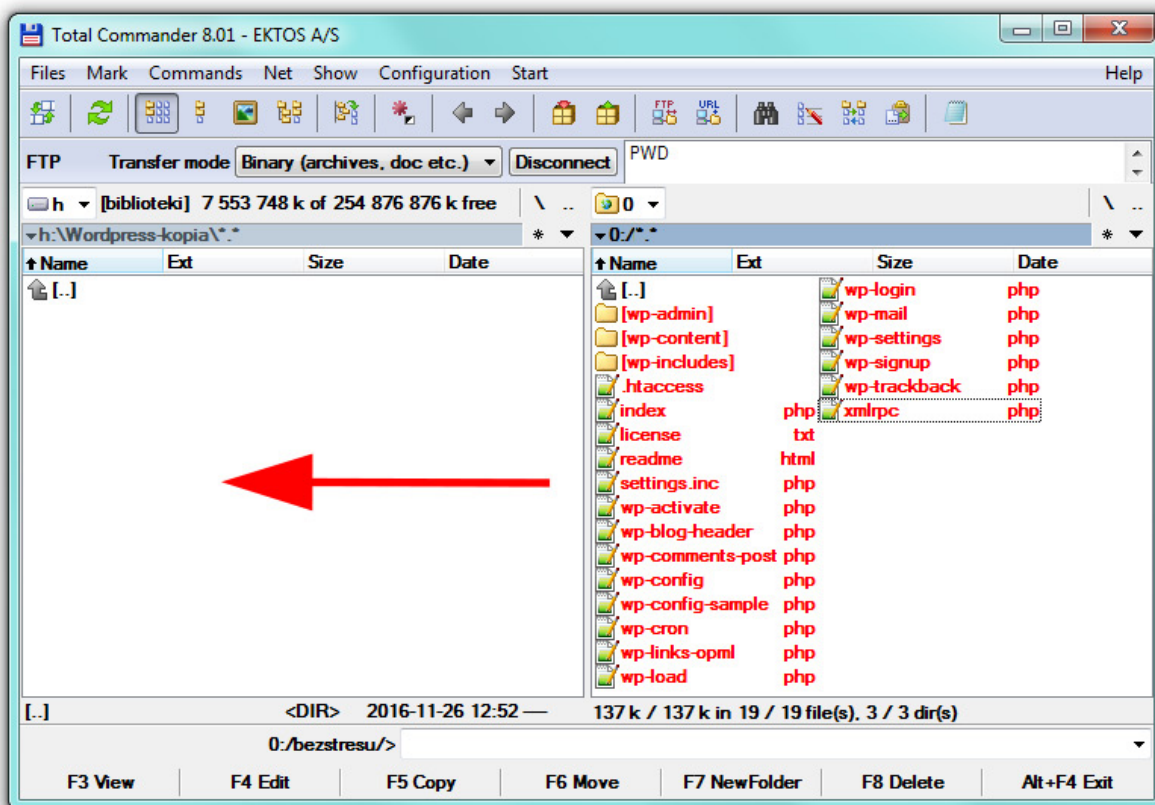 Total Commander 8.01 - EKTOS A/S
Files Mark Commands Net Show Configuration Start Help
FTP URL
FTP Transfer mode Binary (archives, doc etc.) Disconnect PWD
h [biblioteki] 7 553 748 k of 254 876 876 k free \ .. 0 \ ..
h:\Wordpress-kopia\*.* * 0:/*.* *
Name Ext Size Date Name Ext Size Date
[..] [..] wp-login php
[wp-admin] wp-mail php
[wp-content] wp-settings php
[wp-includes] wp-signup php
.htaccess wp-trackback php
index php xmlrpc php
license txt
readme html
settings.inc php
wp-activate php
wp-blog-header php
wp-comments-post php
wp-config php
wp-config-sample php
wp-cron php
wp-links-opml php
wp-load php
[..] <DIR> 2016-11-26 12:52 — 137 k / 137 k in 19 / 19 file(s), 3 / 3 dir(s)
0:/bezstresu/>
F3 View F4 Edit F5 Copy F6 Move F7 NewFolder F8 Delete Alt+F4 Exit